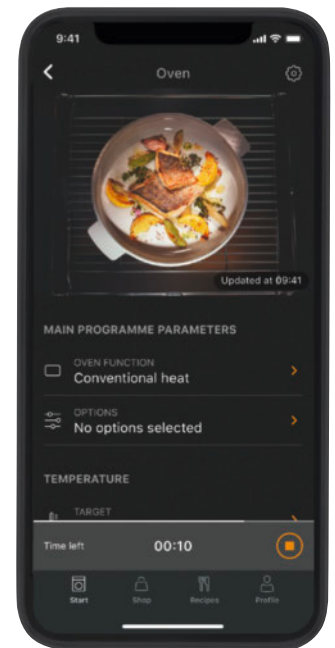 9:41
Oven
Updated at 09:41
MAIN PROGRAMME PARAMETERS
OVEN FUNCTION
Conventional heat
OPTIONS
No options selected
TEMPERATURE
TARGET
Time left 00:10
Start Shop Recipes Profile